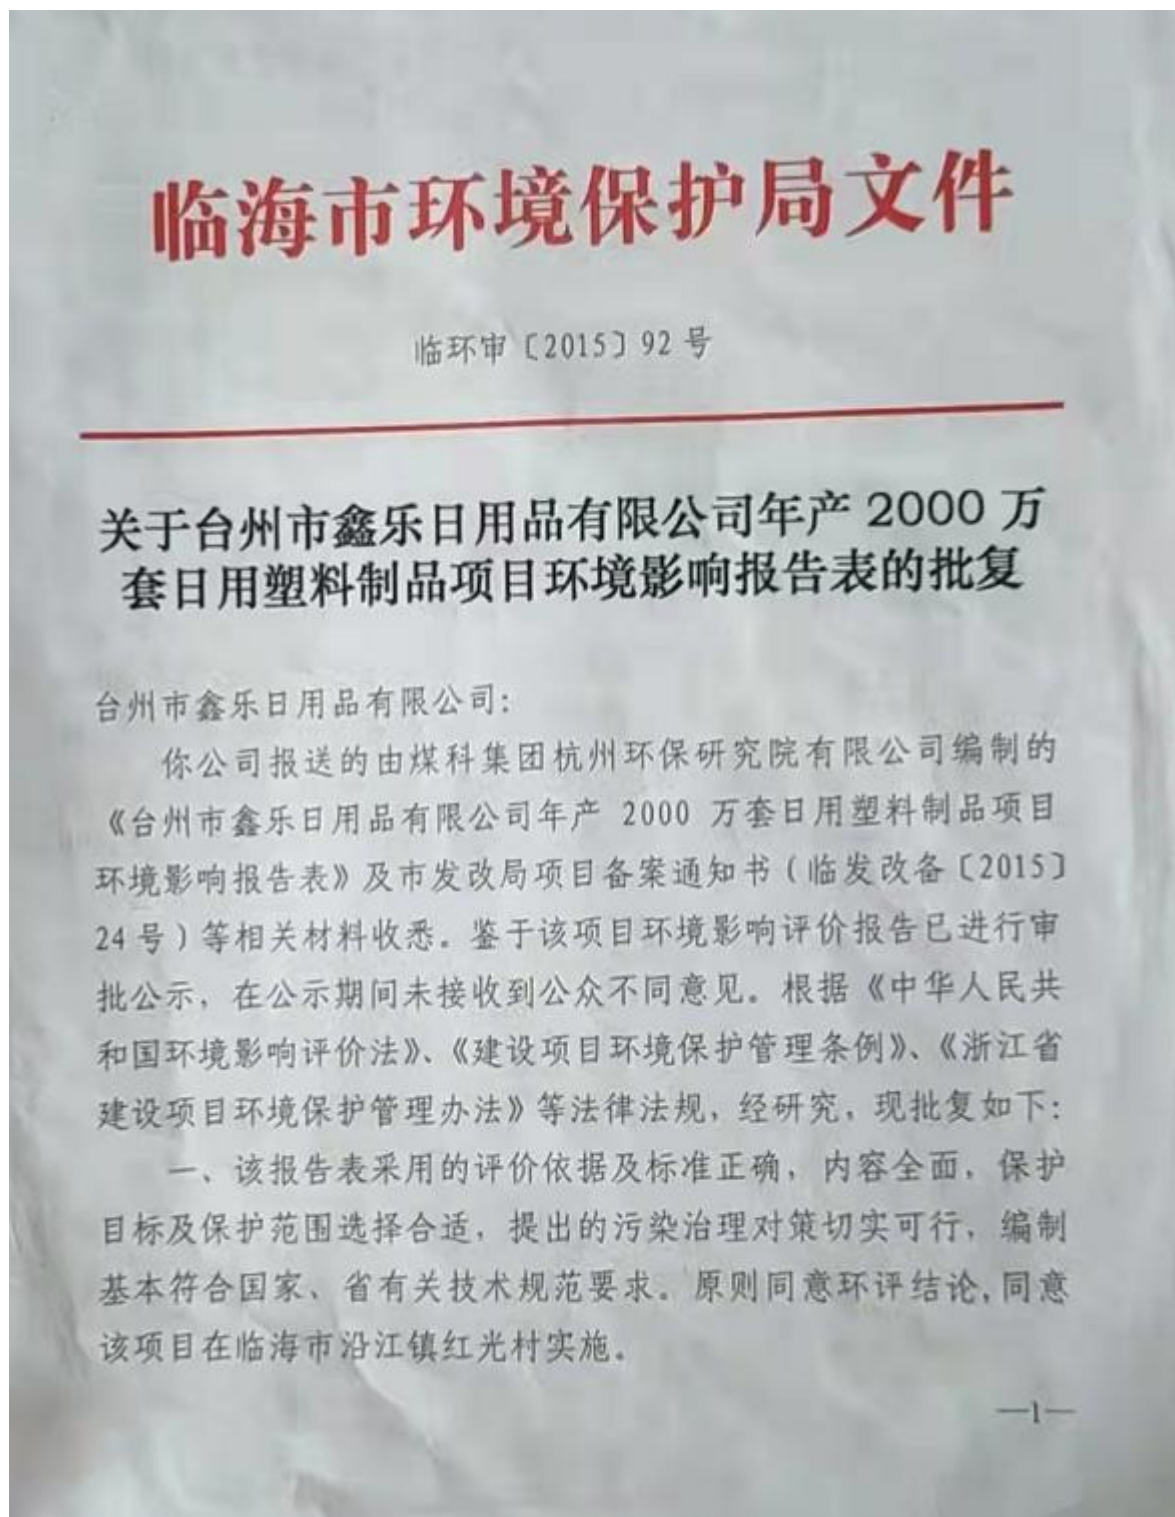 临海市环境保护局文件
临环审〔2015〕92号
关于台州市鑫乐日用品有限公司年产2000万
套日用塑料制品项目环境影响报告表的批复
台州市鑫乐日用品有限公司：
你公司报送的由煤科集团杭州环保研究院有限公司编制的
《台州市鑫乐日用品有限公司年产 2000 万套日用塑料制品项目
环境影响报告表》及市发改局项目备案通知书（临发改备〔2015〕
24号）等相关材料收悉。鉴于该项目环境影响评价报告已进行审
批公示，在公示期间未接收到公众不同意见。根据《中华人民共
和国环境影响评价法》、《建设项目环境保护管理条例》、《浙江省
建设项目环境保护管理办法》等法律法规，经研究，现批复如下：
一、该报告表采用的评价依据及标准正确，内容全面，保护
目标及保护范围选择合适，提出的污染治理对策切实可行，编制
基本符合国家、省有关技术规范要求。原则同意环评结论,同意
该项目在临海市沿江镇红光村实施。
—1—